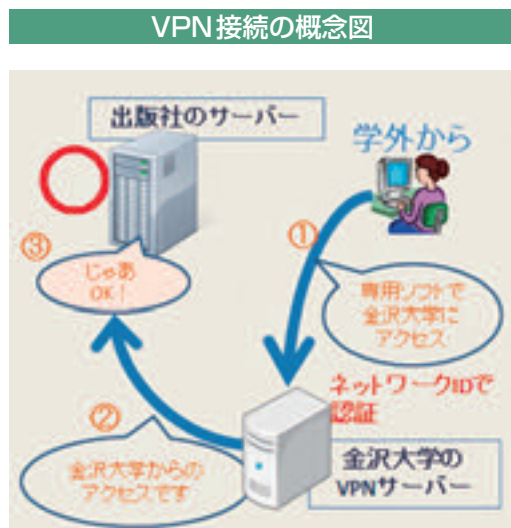 VPN接続の概念図
出版社のサーバー
学外から
①
専用ソフトで
金沢大学に
アクセス
ネットワークIDで
認証
金沢大学の
VPNサーバー
②
金沢大学からの
アクセスです
③
じゃあ
OK!